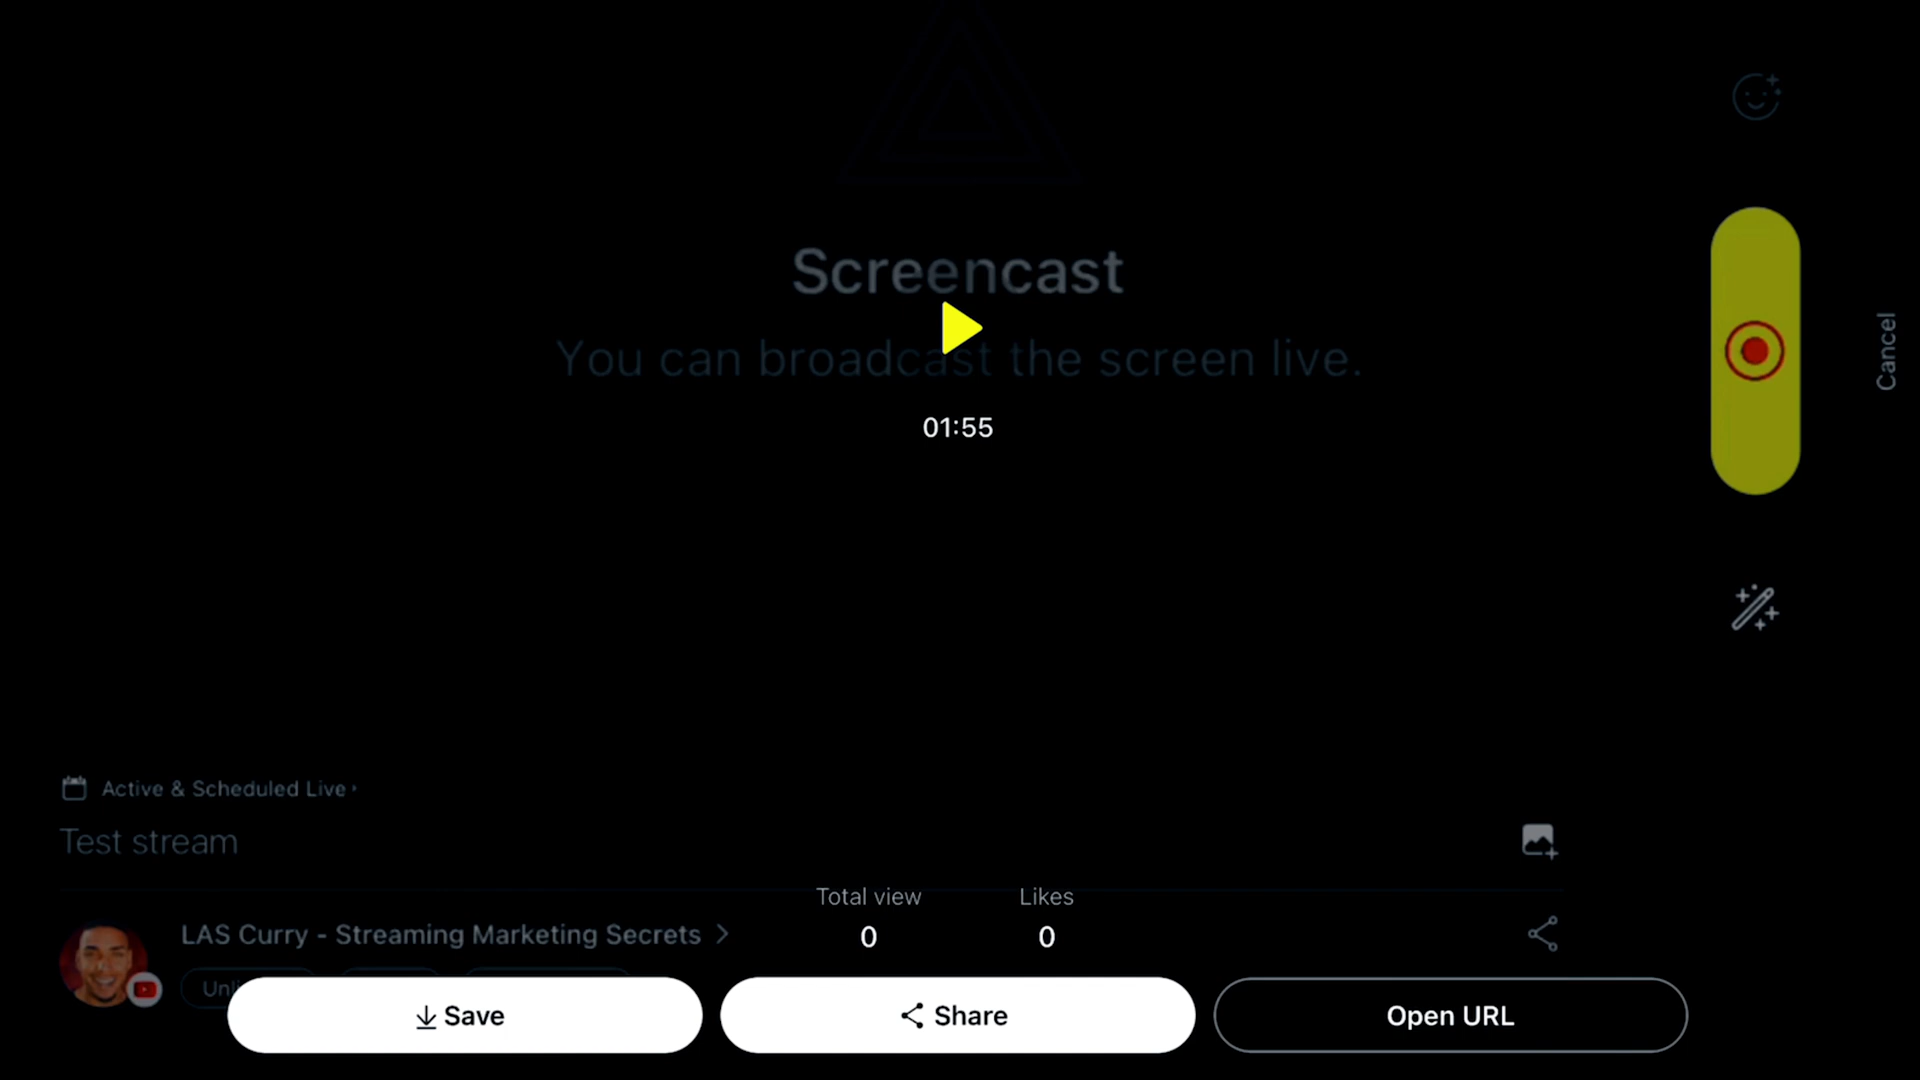 Screencast
You can broadcast the screen live.
01:55
Cancel
Active & Scheduled Live
Test stream
Total view
Likes
LAS Curry - Streaming Marketing Secrets
0
0
Save
Share
Open URL